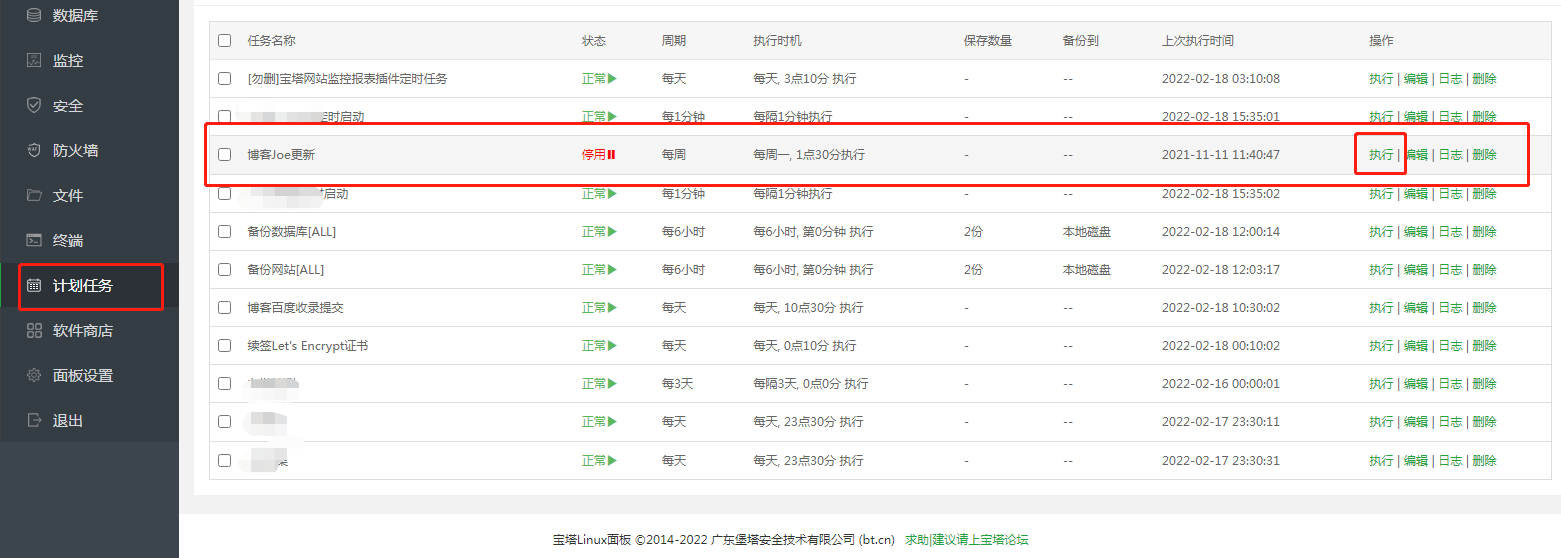 数据库
监控
安全
防火墙
文件
终端
计划任务
软件商店
面板设置
退出
任务名称 状态 周期 执行时机 保存数量 备份到 上次执行时间 操作
[勿删]宝塔网站监控报表插件定时任务 正常 每天 每天, 3点10分 执行 - -- 2022-02-18 03:10:08 执行 | 编辑 | 日志 | 删除
定时启动 正常 每1分钟 每隔1分钟执行 - -- 2022-02-18 15:35:01 执行 | 编辑 | 日志 | 删除
博客Joe更新 停用 每周 每周一, 1点30分执行 - -- 2021-11-11 11:40:47 执行 | 编辑 | 日志 | 删除
时启动 正常 每1分钟 每隔1分钟执行 - -- 2022-02-18 15:35:02 执行 | 编辑 | 日志 | 删除
备份数据库[ALL] 正常 每6小时 每6小时, 第0分钟 执行 2份 本地磁盘 2022-02-18 12:00:14 执行 | 编辑 | 日志 | 删除
备份网站[ALL] 正常 每6小时 每6小时, 第0分钟 执行 2份 本地磁盘 2022-02-18 12:03:17 执行 | 编辑 | 日志 | 删除
博客百度收录提交 正常 每天 每天, 10点30分 执行 - -- 2022-02-18 10:30:02 执行 | 编辑 | 日志 | 删除
续签Let's Encrypt证书 正常 每天 每天, 0点10分 执行 - -- 2022-02-18 00:10:02 执行 | 编辑 | 日志 | 删除
正常 每3天 每隔3天, 0点0分 执行 - -- 2022-02-16 00:00:01 执行 | 编辑 | 日志 | 删除
正常 每天 每天, 23点30分 执行 - -- 2022-02-17 23:30:11 执行 | 编辑 | 日志 | 删除
正常 每天 每天, 23点30分 执行 - -- 2022-02-17 23:30:31 执行 | 编辑 | 日志 | 删除
宝塔Linux面板 ©2014-2022 广东堡塔安全技术有限公司 (bt.cn) 求助|建议请上宝塔论坛